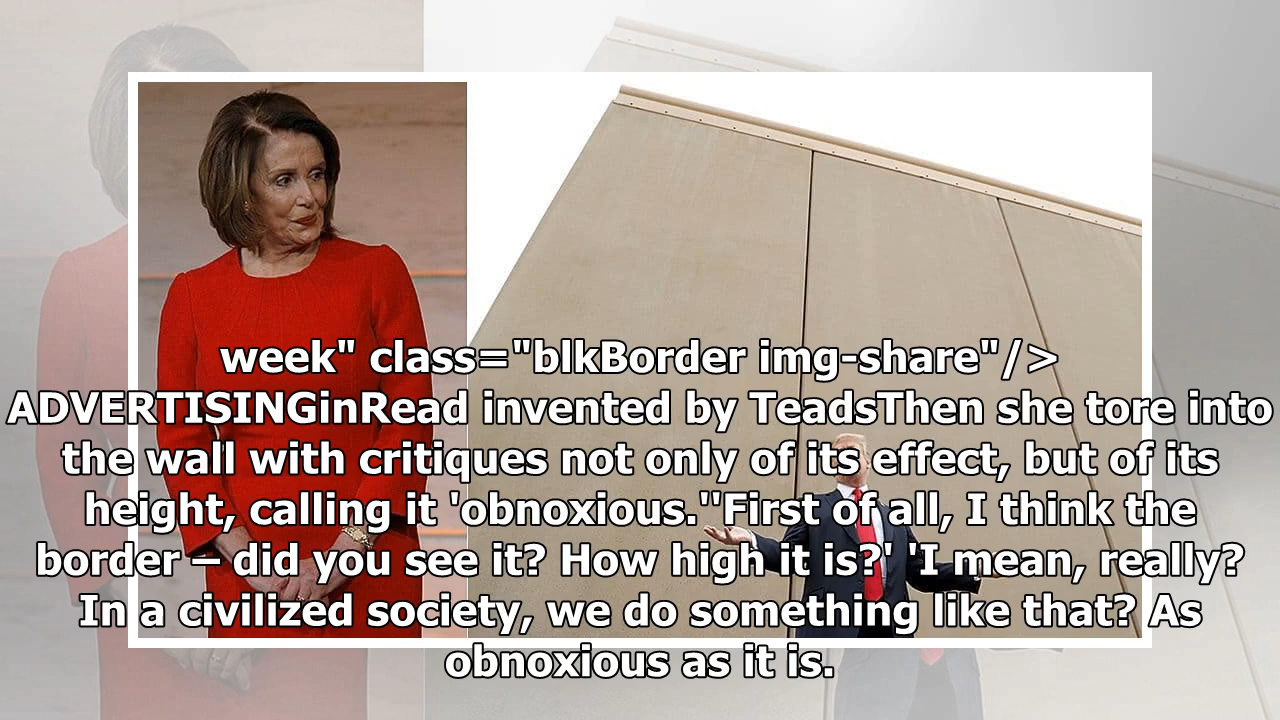 week" class="blkBorder img-share"/>
ADVERTISINGinRead invented by TeadsThen she tore into
the wall with critiques not only of its effect, but of its
height, calling it 'obnoxious.''First of all, I think the
border – did you see it? How high it is?' 'I mean, really?
In a civilized society, we do something like that? As
obnoxious as it is.